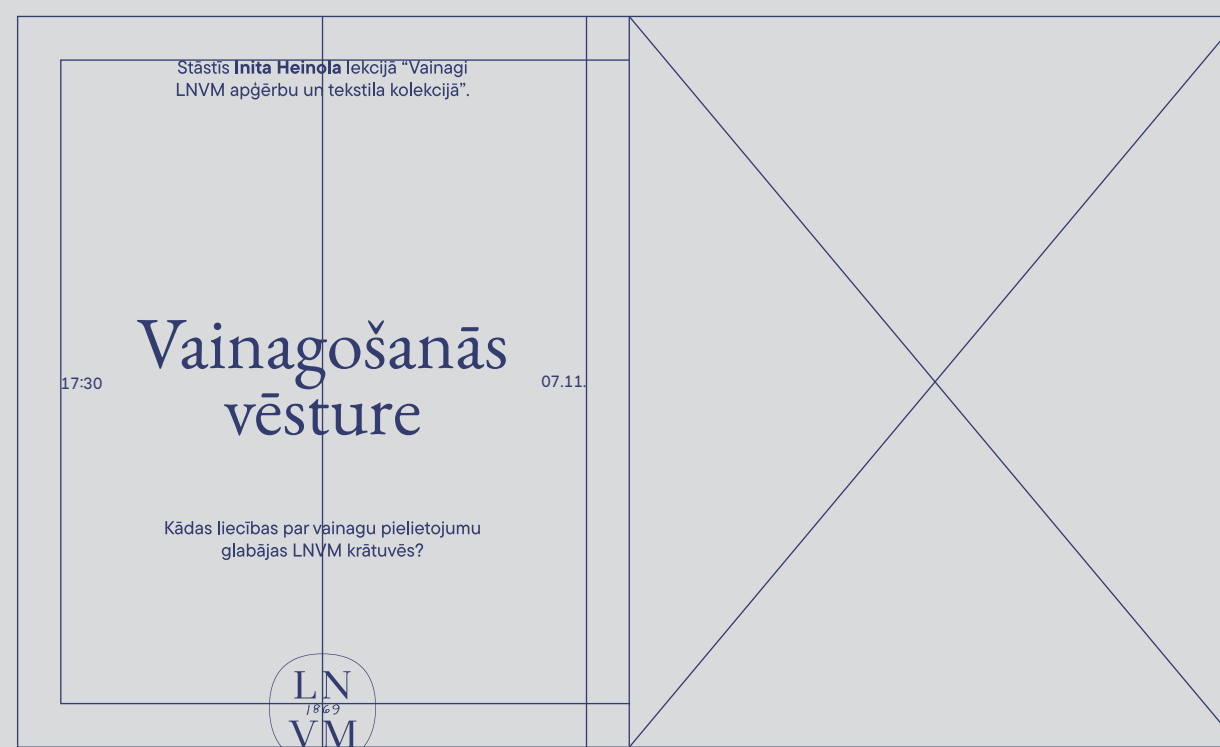 Stāstīs Inita Heinola lekcijā “Vainagi
LNVM apģērbu un tekstila kolekcijā”.
Vainagošanās
vēsture
17:30
07.11.
Kādas liecības par vainagu pielietojumu
glabājas LNVM krātuvēs?
LN
1869
VM